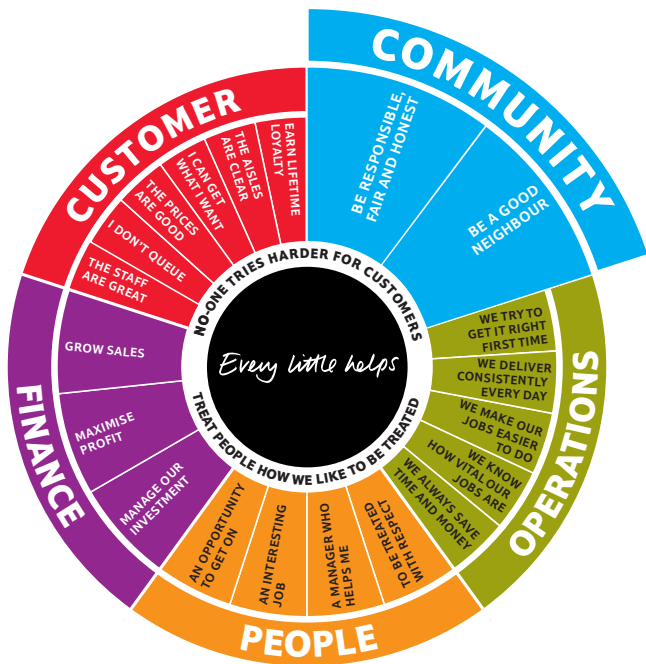 COMMUNITY
BE RESPONSIBLE,
FAIR AND HONEST
BE A GOOD
NEIGHBOUR
OPERATIONS
WE TRY TO
GET IT RIGHT
FIRST TIME
WE DELIVER
CONSISTENTLY
EVERY DAY
WE MAKE OUR
JOBS EASIER
TO DO
WE KNOW
HOW VITAL OUR
JOBS ARE
WE ALWAYS SAVE
TIME AND MONEY
PEOPLE
TO BE TREATED
WITH RESPECT
A MANAGER WHO
HELPS ME
AN INTERESTING
JOB
AN OPPORTUNITY
TO GET ON
FINANCE
MANAGE OUR
INVESTMENT
MAXIMISE
PROFIT
GROW SALES
CUSTOMER
THE STAFF
ARE GREAT
I DON'T QUEUE
THE PRICES
ARE GOOD
I CAN GET
WHAT I WANT
THE AISLES
ARE CLEAR
EARN LIFETIME
LOYALTY
NO-ONE TRIES HARDER FOR CUSTOMERS
Every little helps
TREAT PEOPLE HOW WE LIKE TO BE TREATED